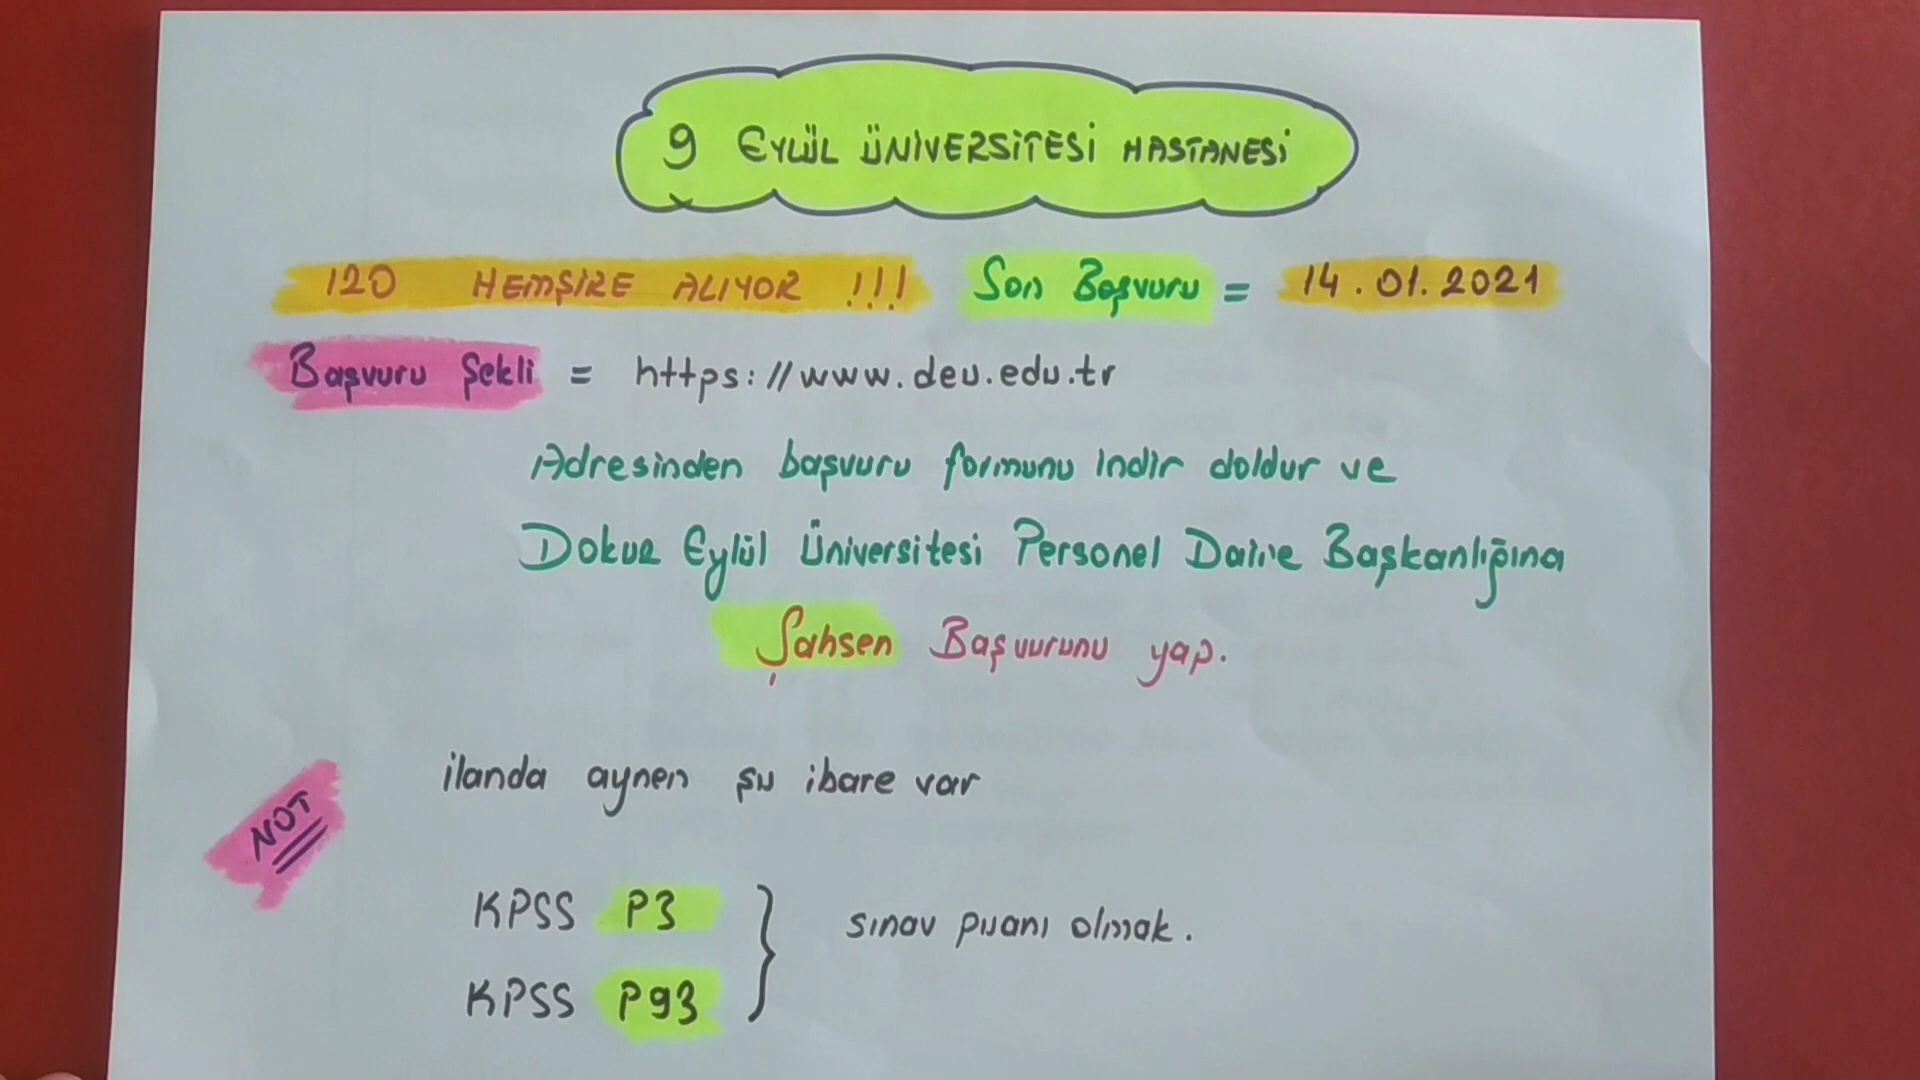 9 EYLÜL ÜNİVERSİTESİ HASTANESİ
120 HEMŞİRE ALIYOR !!! Son Başvuru = 14.01.2021
Başvuru Şekli = https://www.deu.edu.tr
Adresinden başvuru formunu indir doldur ve
Dokuz Eylül Üniversitesi Personel Daire Başkanlığına
Şahsen Başvurunu yap.
ilanda aynen şu ibare var
NOT
KPSS P3 } sınav puanı olmak.
KPSS P93